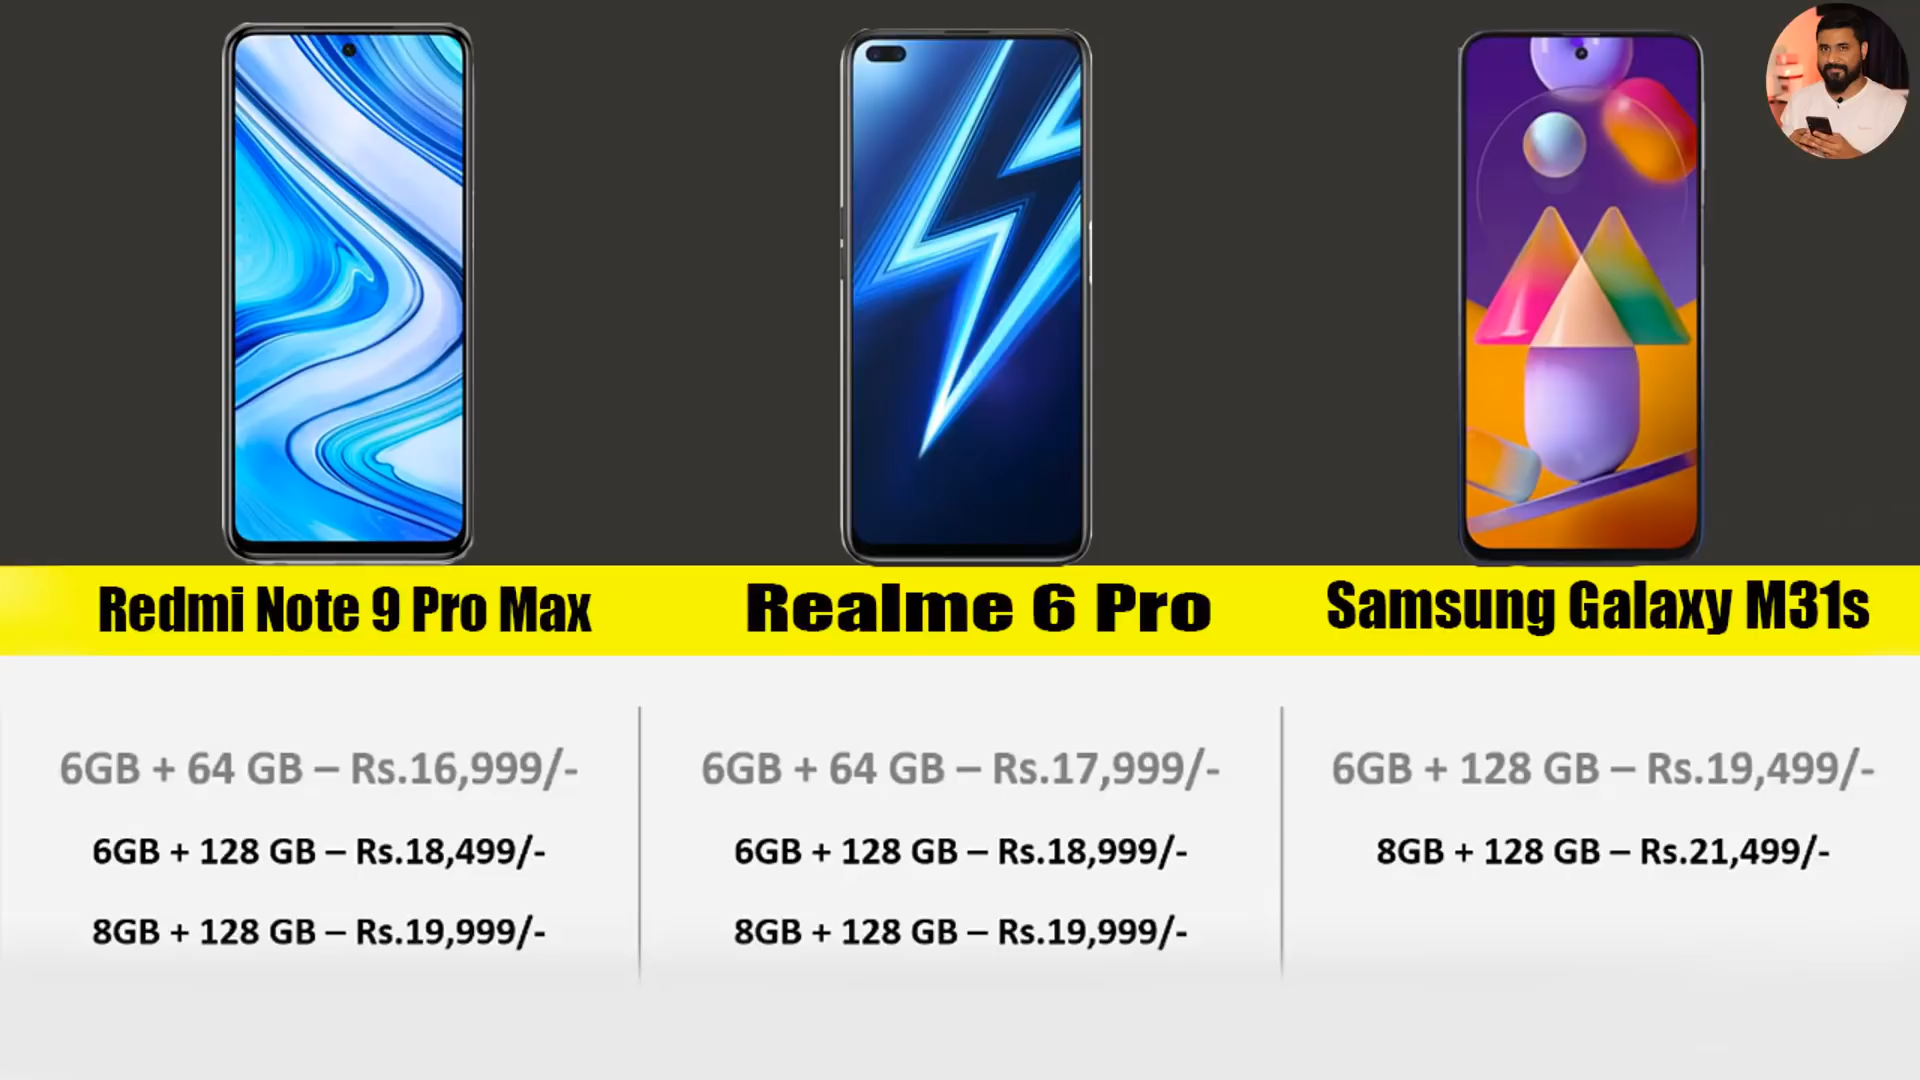 Redmi Note 9 Pro Max
6GB + 64 GB – Rs.16,999/-
6GB + 128 GB – Rs.18,499/-
8GB + 128 GB – Rs.19,999/-
Realme 6 Pro
6GB + 64 GB – Rs.17,999/-
6GB + 128 GB – Rs.18,999/-
8GB + 128 GB – Rs.19,999/-
Samsung Galaxy M31s
6GB + 128 GB – Rs.19,499/-
8GB + 128 GB – Rs.21,499/-